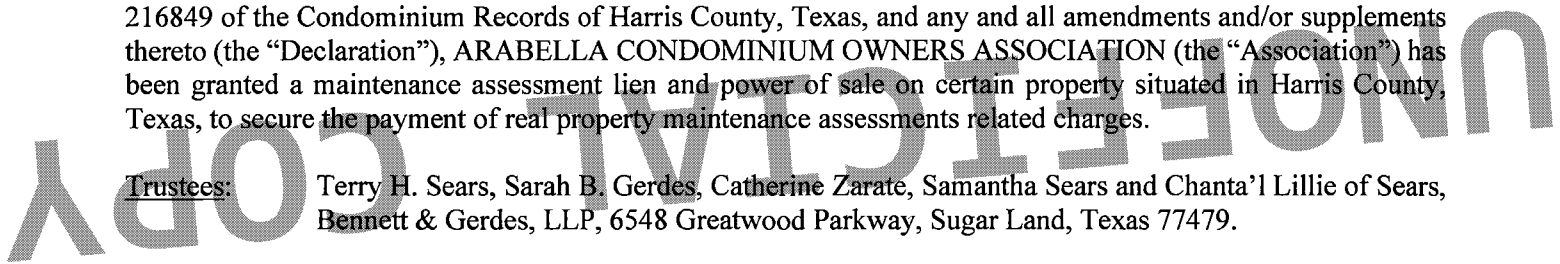 216849 of the Condominium Records of Harris County, Texas, and any and all amendments and/or supplements
thereto (the “Declaration”), ARABELLA CONDOMINIUM OWNERS ASSOCIATION (the “Association”) has
been granted a maintenance assessment lien and power of sale on certain property situated in Harris County,
Texas, to secure the payment of real property maintenance assessments related charges.
Trustees: Terry H. Sears, Sarah B. Gerdes, Catherine Zarate, Samantha Sears and Chanta’l Lillie of Sears,
Bennett & Gerdes, LLP, 6548 Greatwood Parkway, Sugar Land, Texas 77479.
UNOFFICIAL COPY